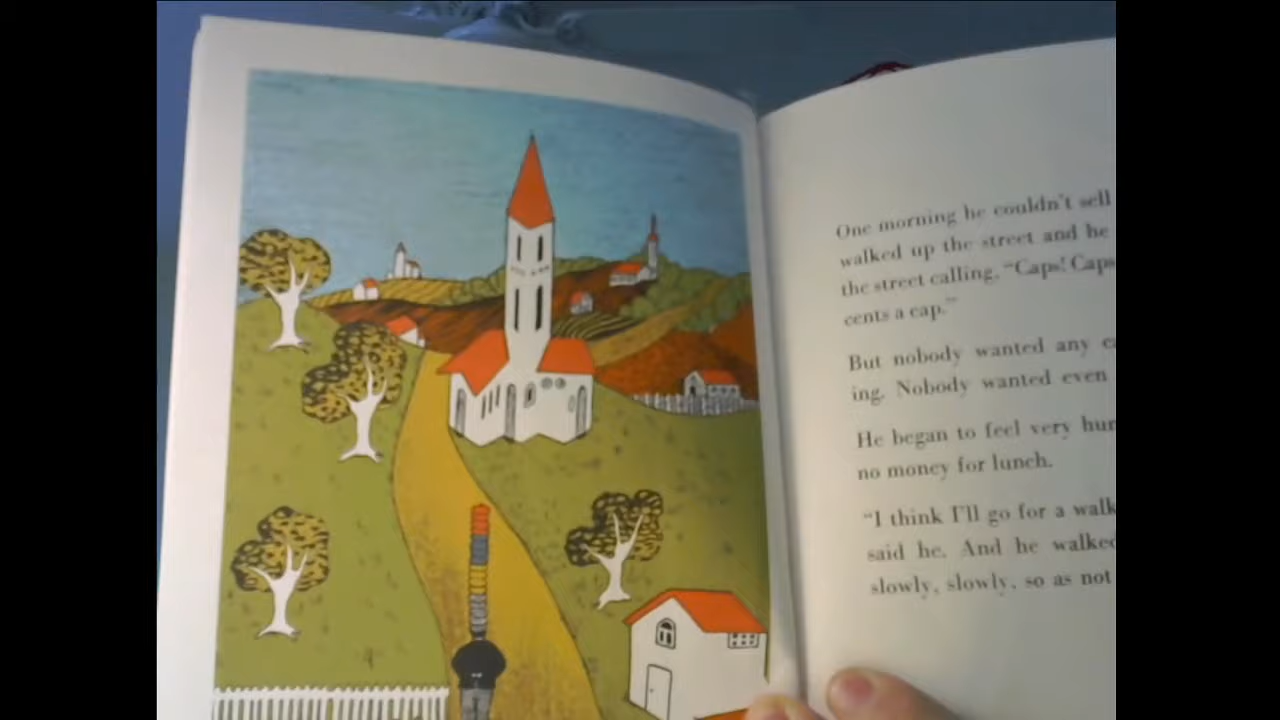 One morning he couldn't sell
walked up the street and he
the street calling, "Caps! Caps
cents a cap."
But nobody wanted any c
ing. Nobody wanted even
He began to feel very hun
no money for lunch.
"I think I'll go for a walk
said he. And he walked
slowly, slowly, so as not